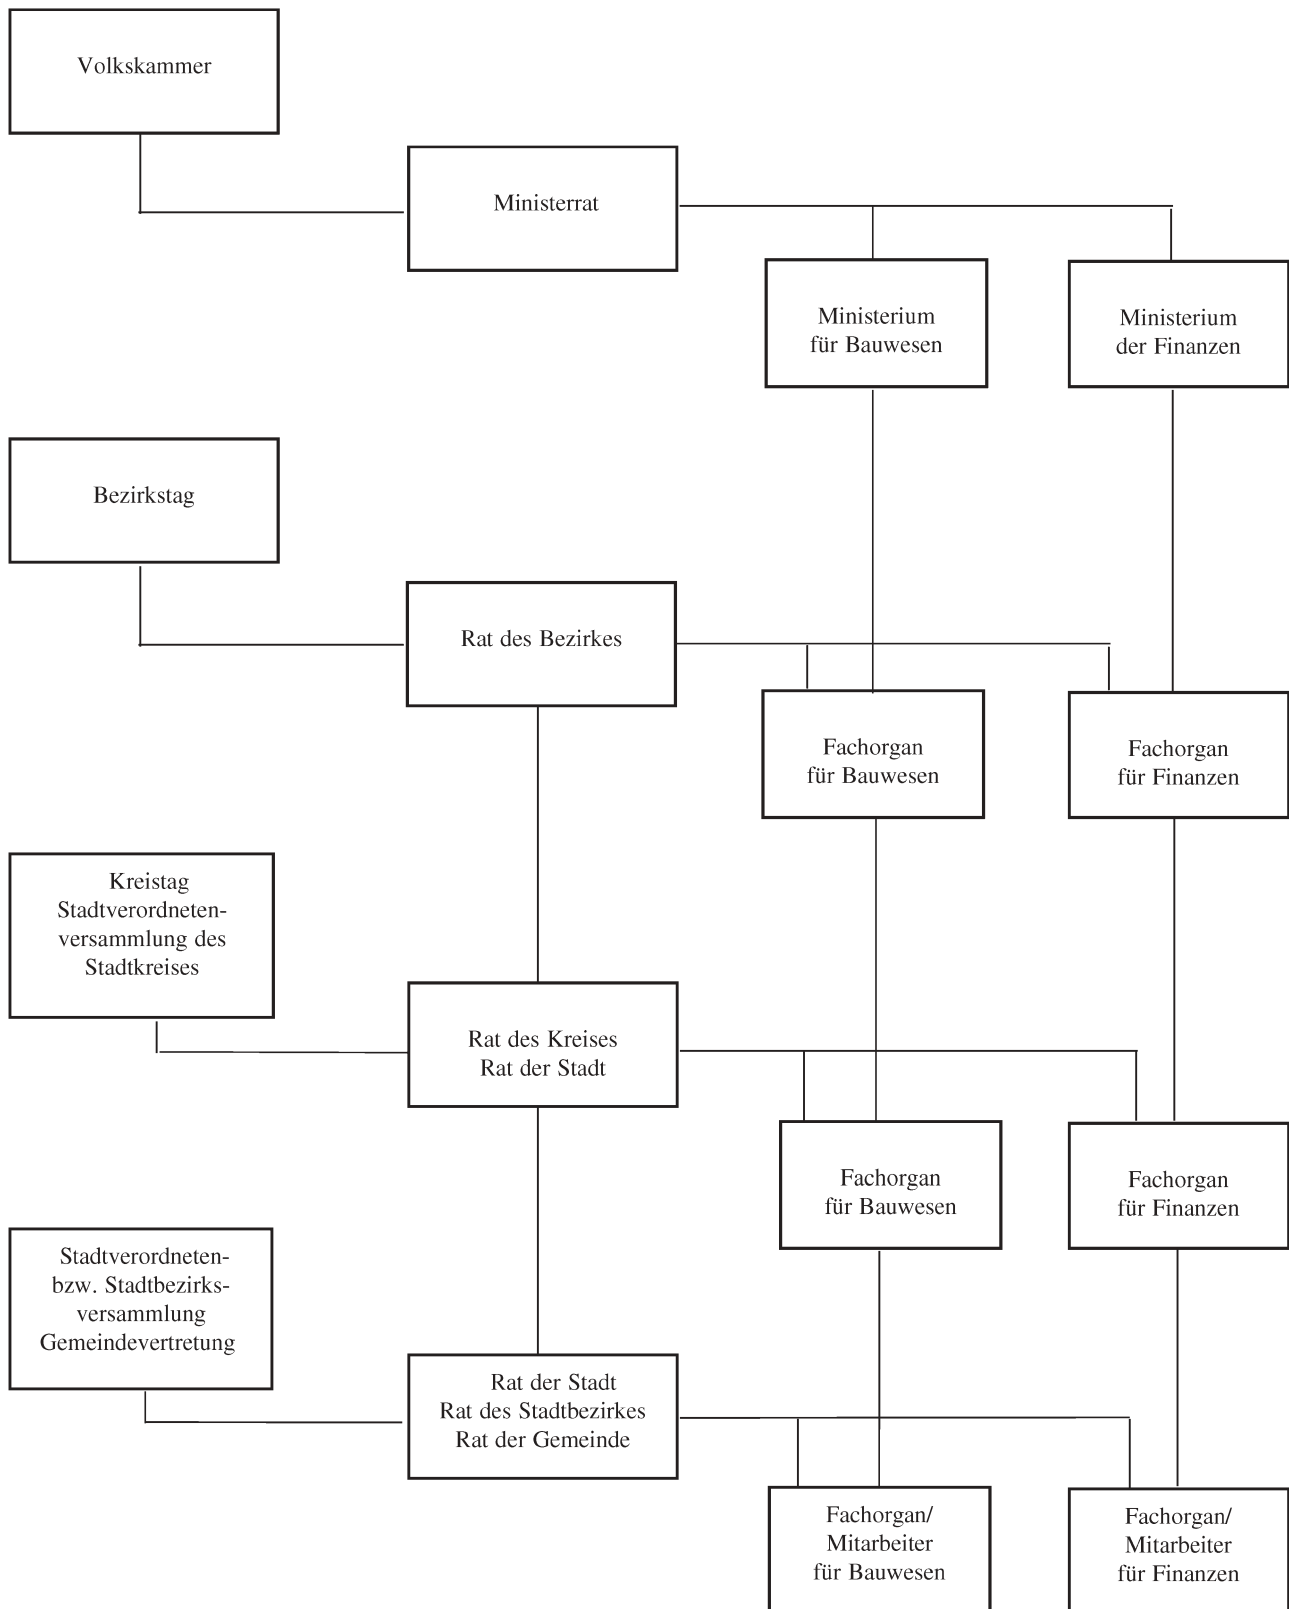 Volkskammer
Ministerrat
Ministerium
für Bauwesen
Ministerium
der Finanzen
Bezirkstag
Rat des Bezirkes
Fachorgan
für Bauwesen
Fachorgan
für Finanzen
Kreistag
Stadtverordneten-
versammlung des
Stadtkreises
Rat des Kreises
Rat der Stadt
Fachorgan
für Bauwesen
Fachorgan
für Finanzen
Stadtverordneten-
bzw. Stadtbezirks-
versammlung
Gemeindevertretung
Rat der Stadt
Rat des Stadtbezirkes
Rat der Gemeinde
Fachorgan/
Mitarbeiter
für Bauwesen
Fachorgan/
Mitarbeiter
für Finanzen